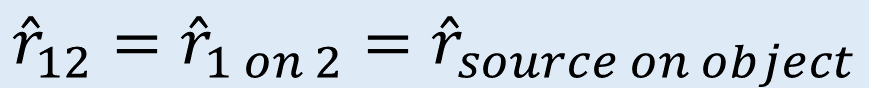 r̂₁₂ = r̂₁ ₒₙ ₂ = r̂ₛₒᵤᵣ𝒸ₑ ₒₙ ₒbⱼₑcₜ